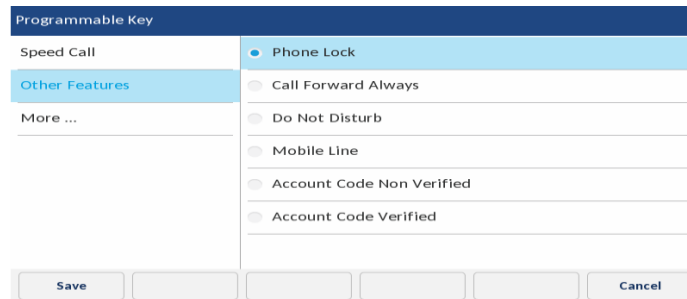 Programmable Key
Speed Call
Other Features
More ...
Phone Lock
Call Forward Always
Do Not Disturb
Mobile Line
Account Code Non Verified
Account Code Verified
Save
Cancel